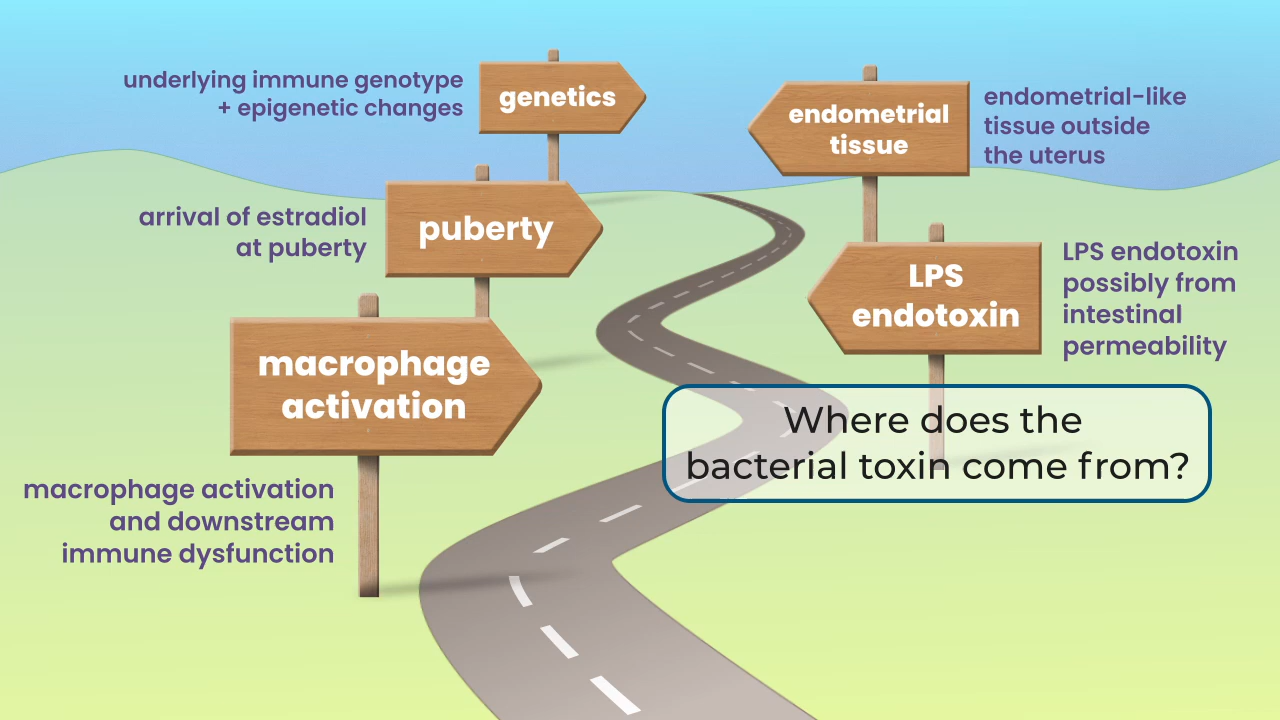 underlying immune genotype
+ epigenetic changes
genetics
endometrial
tissue
endometrial-like
tissue outside
the uterus
arrival of estradiol
at puberty
puberty
LPS
endotoxin
LPS endotoxin
possibly from
intestinal
permeability
macrophage
activation
macrophage activation
and downstream
immune dysfunction
Where does the
bacterial toxin come from?